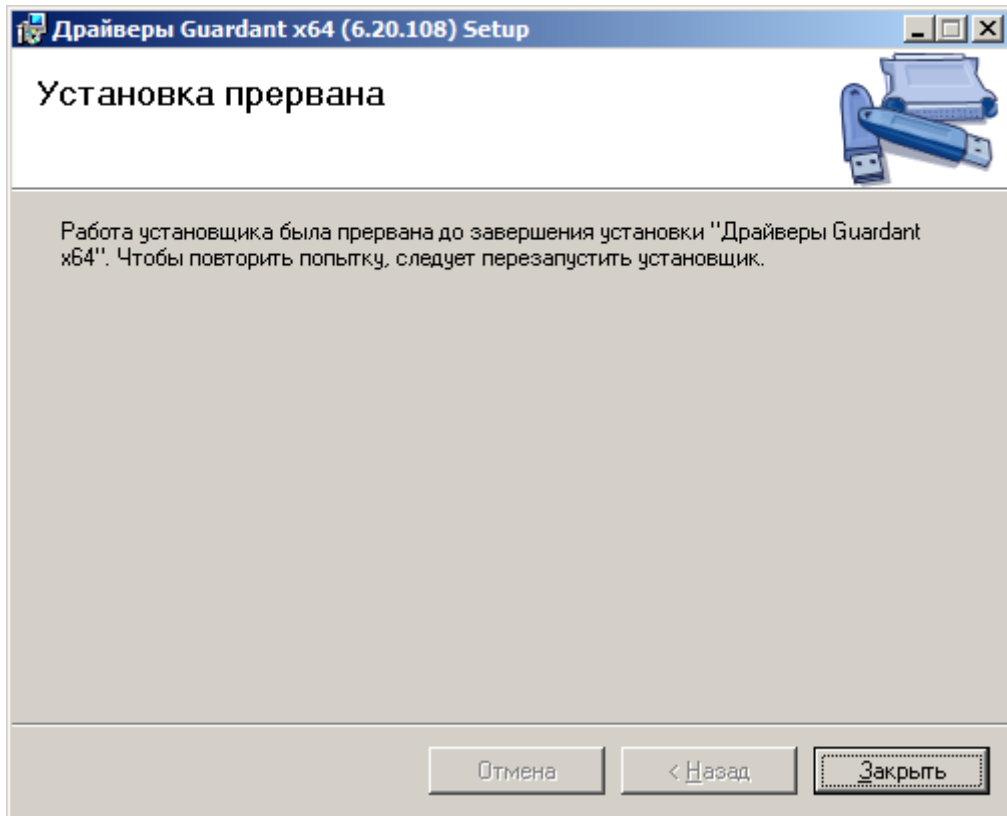 Драйверы Guardant x64 (6.20.108) Setup
Установка прервана
Работа установщика была прервана до завершения установки "Драйверы Guardant
x64". Чтобы повторить попытку, следует перезапустить установщик.
Отмена
< Назад
Закрыть